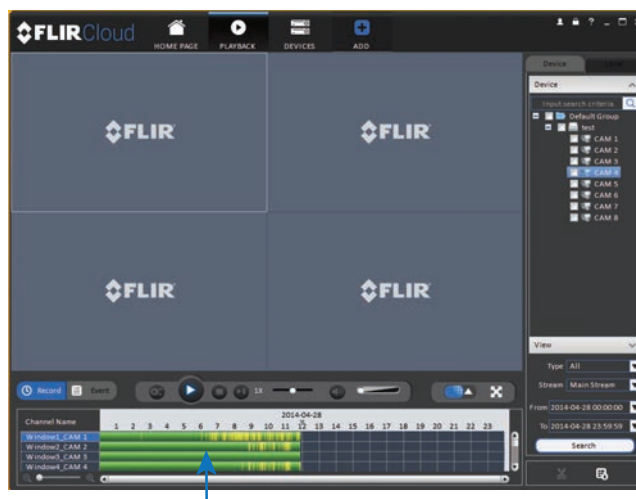 FLIR Cloud
HOME PAGE
PLAYBACK
DEVICES
ADD
Device
Device
Input search criteria
Default Group
test
CAM 1
CAM 2
CAM 3
CAM 4
CAM 5
CAM 6
CAM 7
CAM 8
FLIR
FLIR
FLIR
FLIR
View
Type All
Stream Main Stream
From 2014-04-28 00:00:00
To 2014-04-28 23:59:59
Search
Record
Event
1X
2014-04-28
Channel Name
1 2 3 4 5 6 7 8 9 10 11 12 13 14 15 16 17 18 19 20 21 22 23
Window1_CAM 1
Window2_CAM 2
Window3_CAM 3
Window4_CAM 4